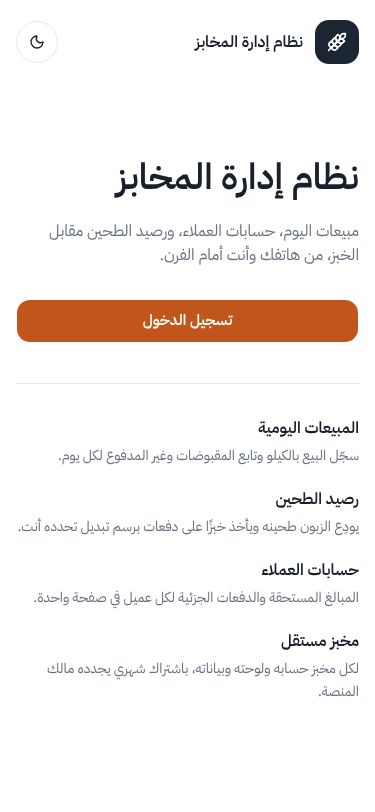 نظام إدارة المخابز
نظام إدارة المخابز
مبيعات اليوم، حسابات العملاء، ورصيد الطحين مقابل
الخبز، من هاتفك وأنت أمام الفرن.
تسجيل الدخول
المبيعات اليومية
سجّل البيع بالكيلو وتابع المقبوضات وغير المدفوع لكل يوم.
رصيد الطحين
يودِع الزبون طحينه ويأخذ خبزًا على دفعات برسم تبديل تحدده أنت.
حسابات العملاء
المبالغ المستحقة والدفعات الجزئية لكل عميل في صفحة واحدة.
مخبز مستقل
لكل مخبز حسابه ولوحته وبياناته، باشتراك شهري يجدده مالك
المنصة.